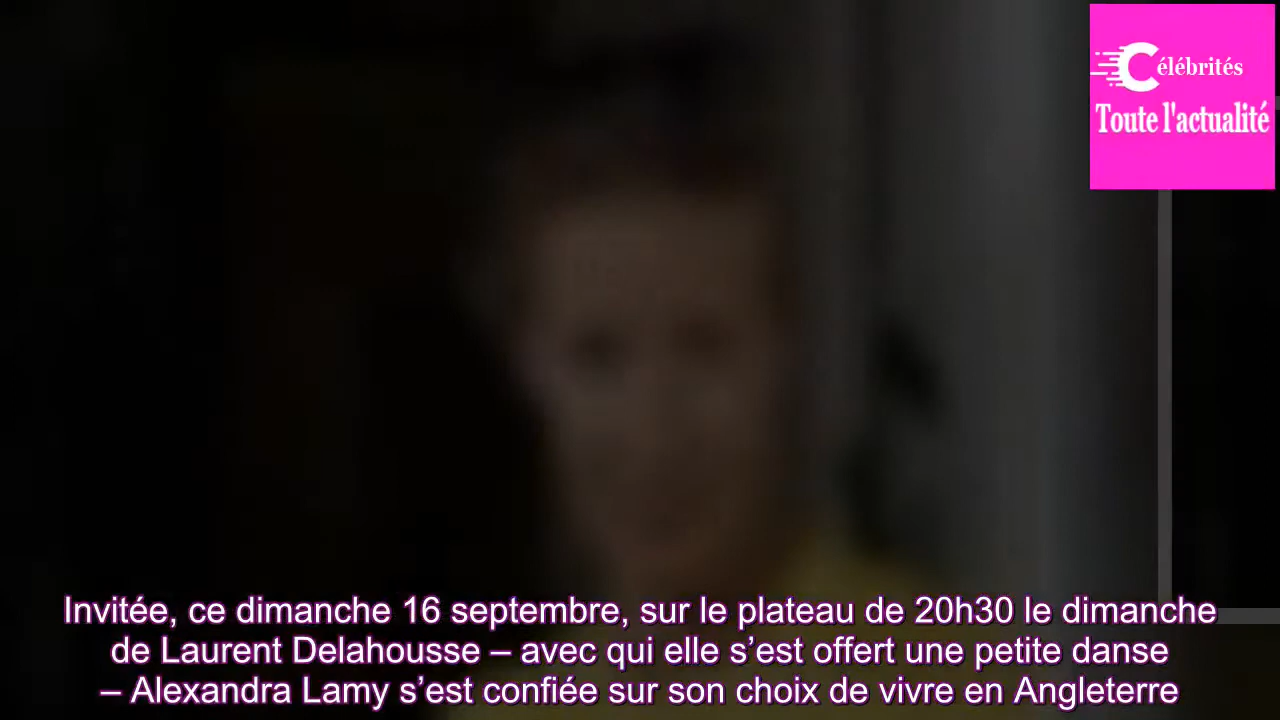 Célébrités
Toute l'actualité
Invitée, ce dimanche 16 septembre, sur le plateau de 20h30 le dimanche
de Laurent Delahousse – avec qui elle s’est offert une petite danse
– Alexandra Lamy s’est confiée sur son choix de vivre en Angleterre